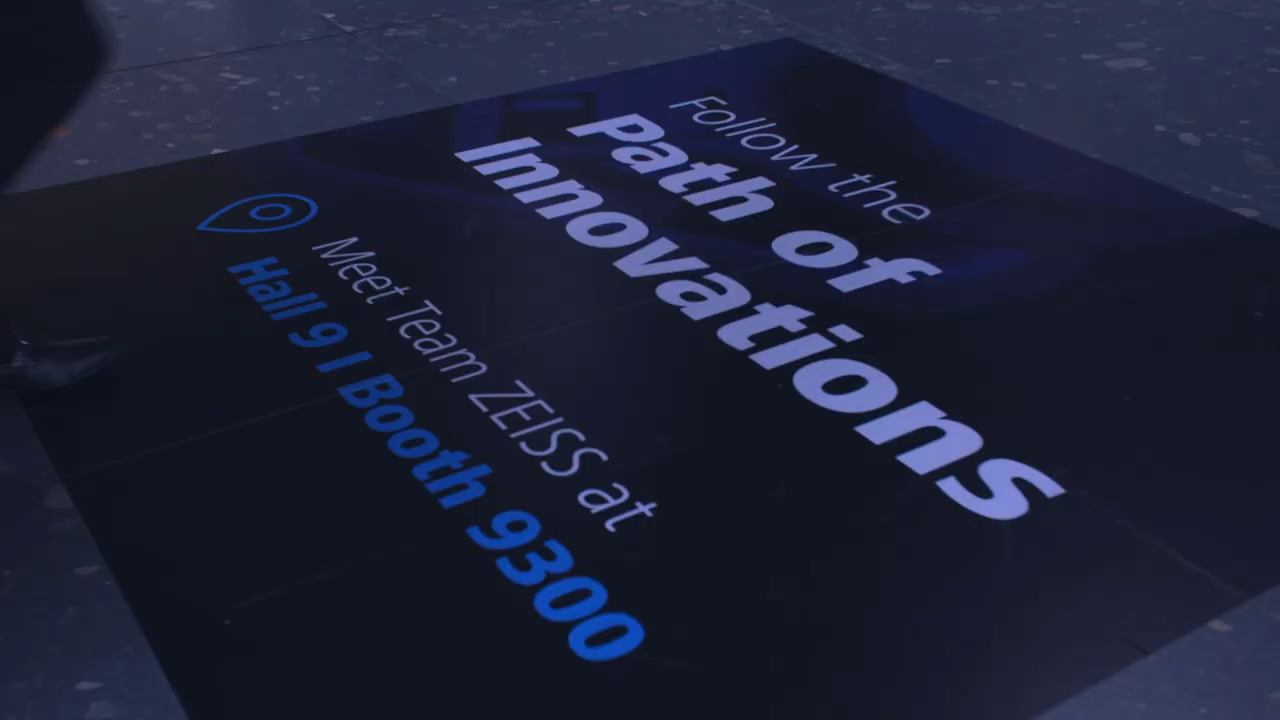 Follow the
Path of
Innovations
Meet Team ZEISS at
Hall 9 I Booth 9300